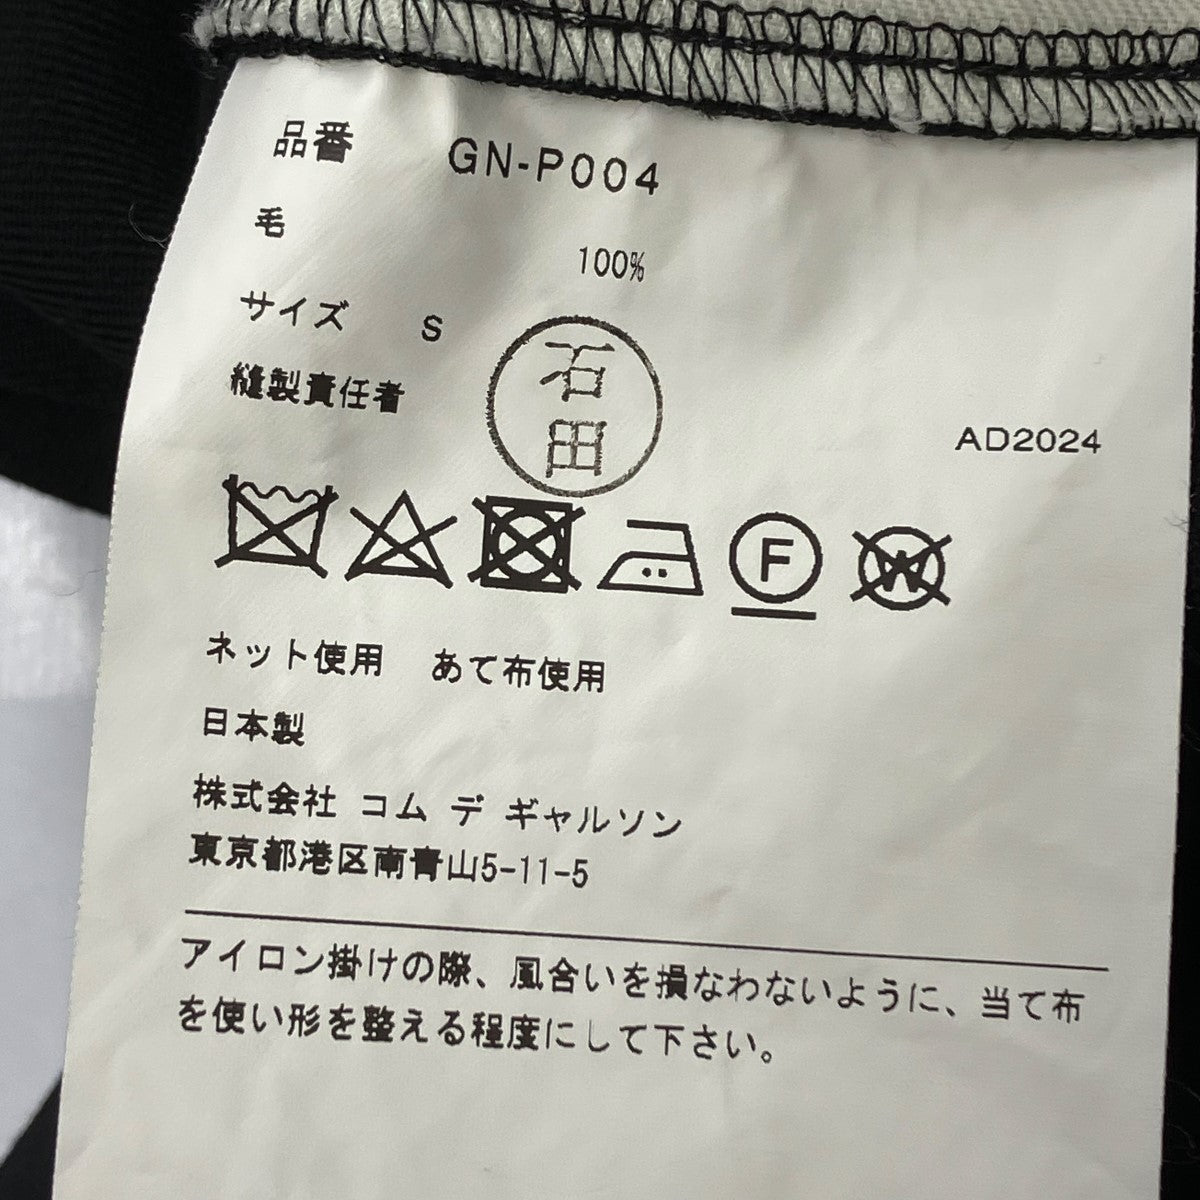 品番 GN-P004
毛 100%
サイズ S
縫製責任者 石田
AD2024
F
W
ネット使用 あて布使用
日本製
株式会社 コム デ ギャルソン
東京都港区南青山5-11-5
アイロン掛けの際、風合いを損なわないように、当て布
を使い形を整える程度にして下さい。